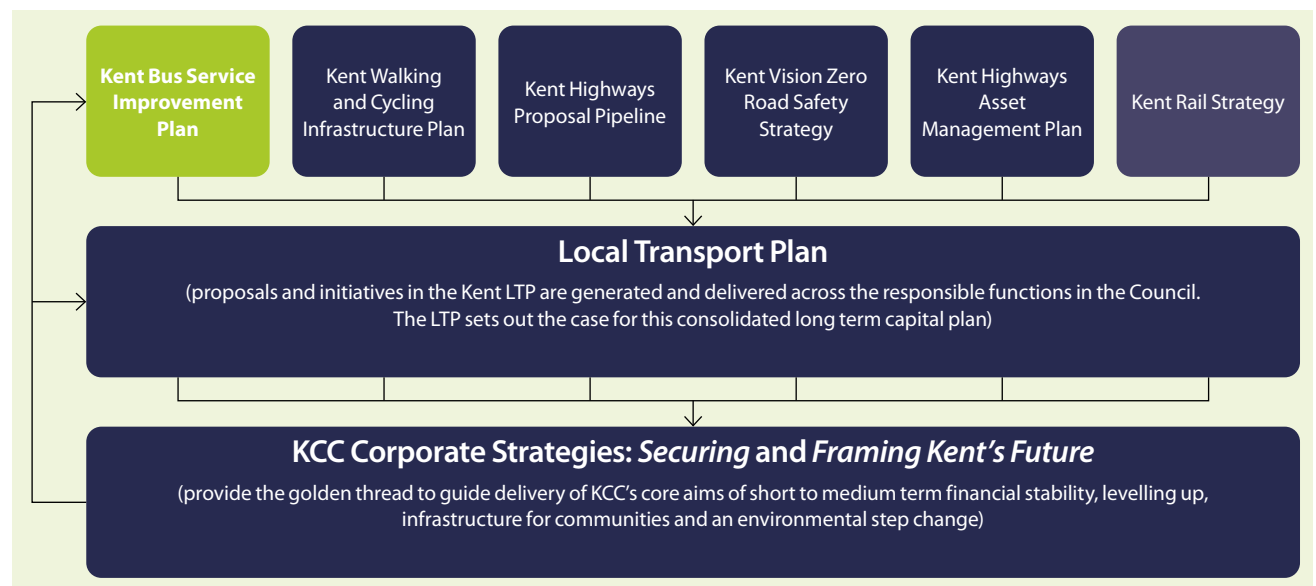 Kent Bus Service
Improvement
Plan
Kent Walking
and Cycling
Infrastructure Plan
Kent Highways
Proposal Pipeline
Kent Vision Zero
Road Safety
Strategy
Kent Highways
Asset
Management Plan
Kent Rail Strategy
Local Transport Plan
(proposals and initiatives in the Kent LTP are generated and delivered across the responsible functions in the Council.
The LTP sets out the case for this consolidated long term capital plan)
KCC Corporate Strategies: Securing and Framing Kent's Future
(provide the golden thread to guide delivery of KCC's core aims of short to medium term financial stability, levelling up,
infrastructure for communities and an environmental step change)